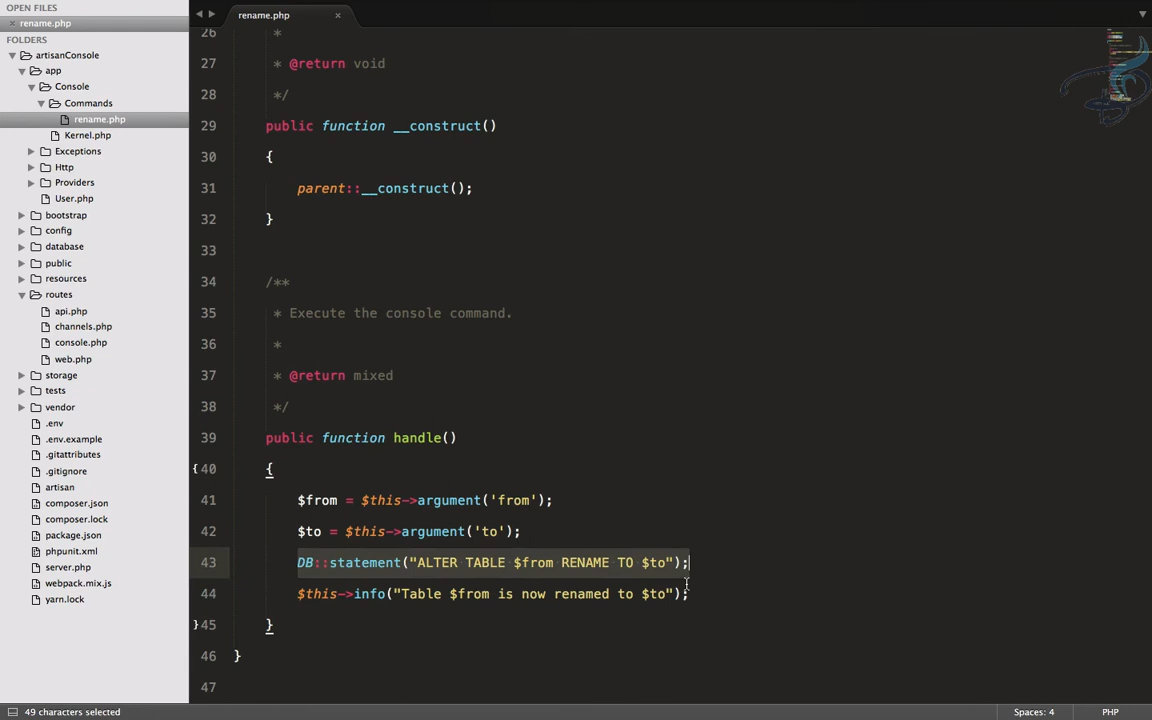 OPEN FILES
× rename.php
FOLDERS
artisanConsole
app
Console
Commands
rename.php
Kernel.php
Exceptions
Http
Providers
User.php
bootstrap
config
database
public
resources
routes
api.php
channels.php
console.php
web.php
storage
tests
vendor
.env
.env.example
.gitattributes
.gitignore
artisan
composer.json
composer.lock
package.json
phpunit.xml
server.php
webpack.mix.js
yarn.lock
rename.php ×
26 *
27 * @return void
28 */
29 public function __construct()
30 {
31 parent::__construct();
32 }
33
34 /**
35 * Execute the console command.
36 *
37 * @return mixed
38 */
39 public function handle()
{ 40 {
41 $from = $this->argument('from');
42 $to = $this->argument('to');
43 DB::statement("ALTER TABLE $from RENAME TO $to");
44 $this->info("Table $from is now renamed to $to");
} 45 }
46 }
47
49 characters selected
Spaces: 4 PHP